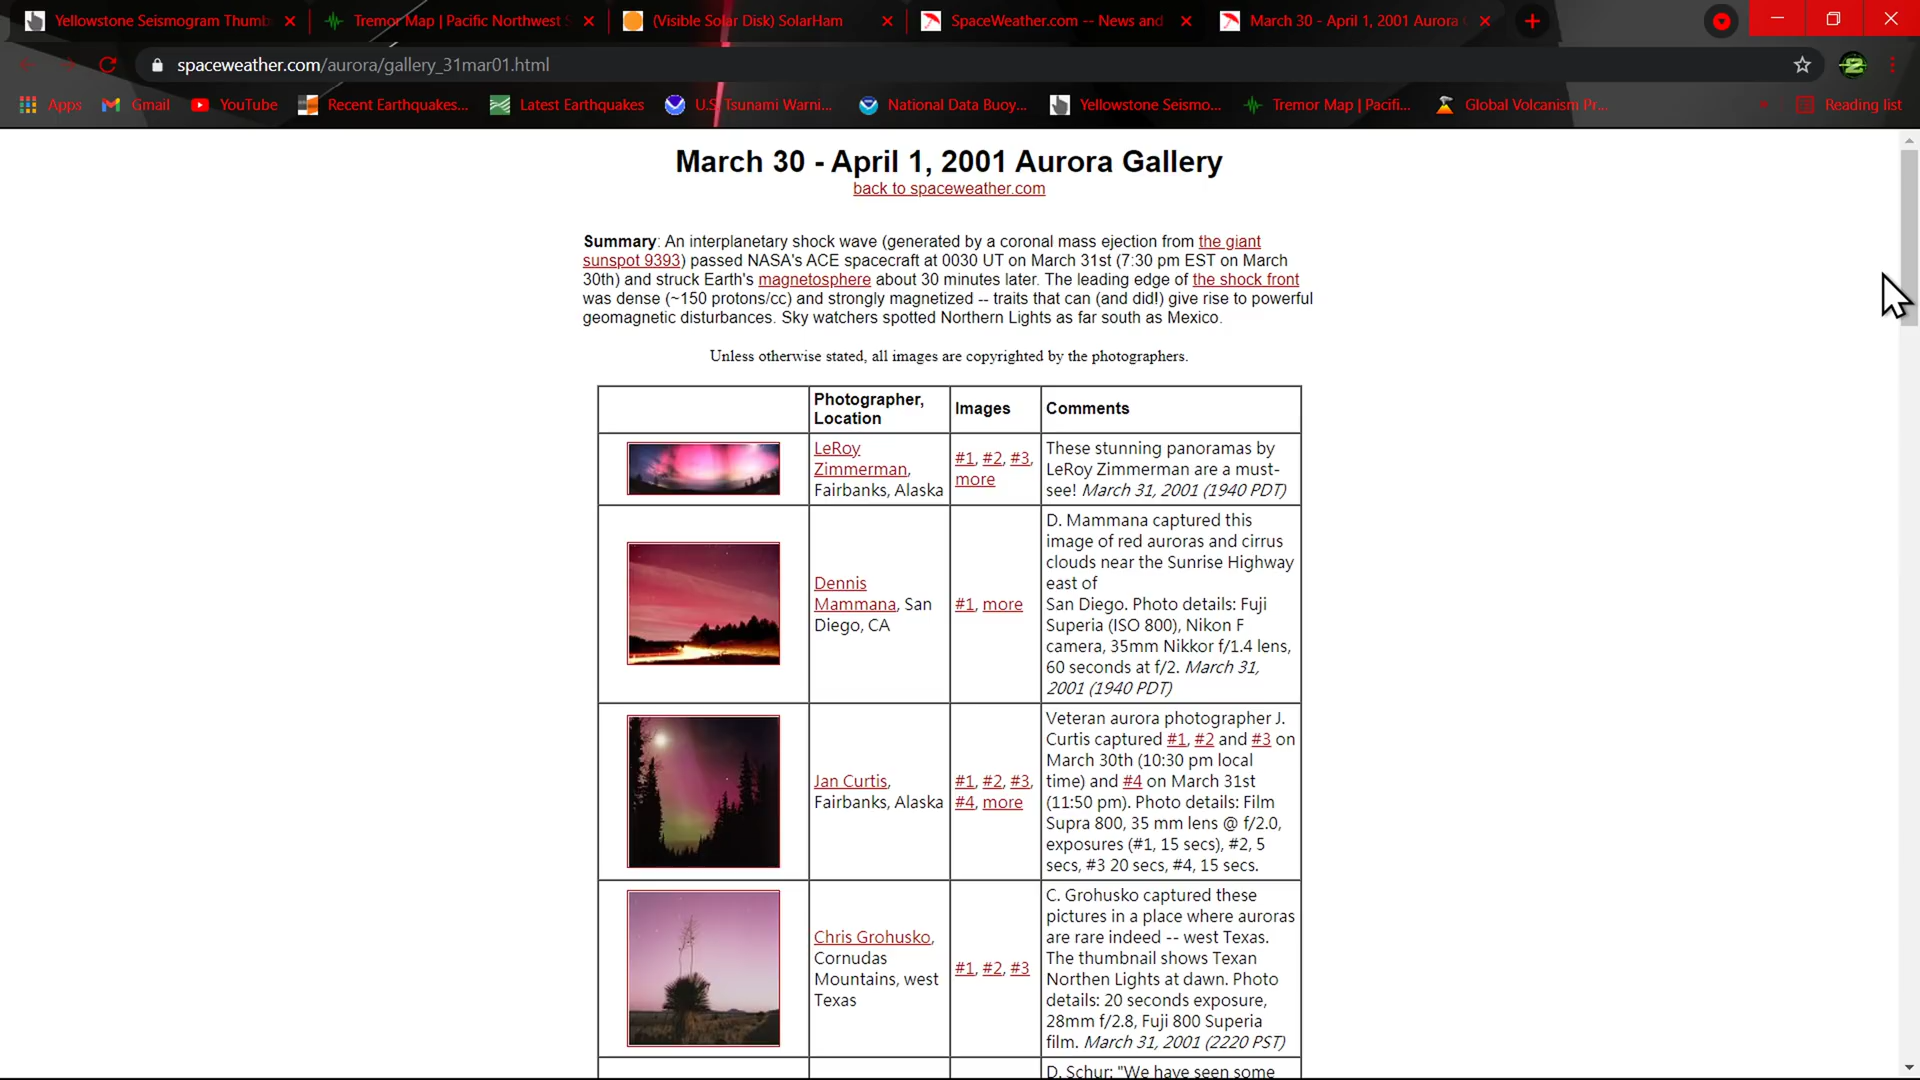 Yellowstone Seismogram Thumb
Tremor Map | Pacific Northwest S
(Visible Solar Disk) SolarHam
SpaceWeather.com -- News and
March 30 - April 1, 2001 Aurora
spaceweather.com/aurora/gallery_31mar01.html
Apps
Gmail
YouTube
Recent Earthquakes...
Latest Earthquakes
U.S. Tsunami Warni...
National Data Buoy...
Yellowstone Seismo...
Tremor Map | Pacifi...
Global Volcanism Pr...
Reading list
March 30 - April 1, 2001 Aurora Gallery
back to spaceweather.com
Summary: An interplanetary shock wave (generated by a coronal mass ejection from the giant
sunspot 9393) passed NASA's ACE spacecraft at 0030 UT on March 31st (7:30 pm EST on March
30th) and struck Earth's magnetosphere about 30 minutes later. The leading edge of the shock front
was dense (~150 protons/cc) and strongly magnetized -- traits that can (and did!) give rise to powerful
geomagnetic disturbances. Sky watchers spotted Northern Lights as far south as Mexico.
Unless otherwise stated, all images are copyrighted by the photographers.
Photographer,
Location
Images
Comments
LeRoy
Zimmerman,
Fairbanks, Alaska
#1, #2, #3,
more
These stunning panoramas by
LeRoy Zimmerman are a must-
see! March 31, 2001 (1940 PDT)
Dennis
Mammana, San
Diego, CA
#1, more
D. Mammana captured this
image of red auroras and cirrus
clouds near the Sunrise Highway
east of
San Diego. Photo details: Fuji
Superia (ISO 800), Nikon F
camera, 35mm Nikkor f/1.4 lens,
60 seconds at f/2. March 31,
2001 (1940 PDT)
Jan Curtis,
Fairbanks, Alaska
#1, #2, #3,
#4, more
Veteran aurora photographer J.
Curtis captured #1, #2 and #3 on
March 30th (10:30 pm local
time) and #4 on March 31st
(11:50 pm). Photo details: Film
Supra 800, 35 mm lens @ f/2.0,
exposures (#1, 15 secs), #2, 5
secs, #3 20 secs, #4, 15 secs.
Chris Grohusko,
Cornudas
Mountains, west
Texas
#1, #2, #3
C. Grohusko captured these
pictures in a place where auroras
are rare indeed -- west Texas.
The thumbnail shows Texan
Northen Lights at dawn. Photo
details: 20 seconds exposure,
28mm f/2.8, Fuji 800 Superia
film. March 31, 2001 (2220 PST)
D. Schur: "We have seen some